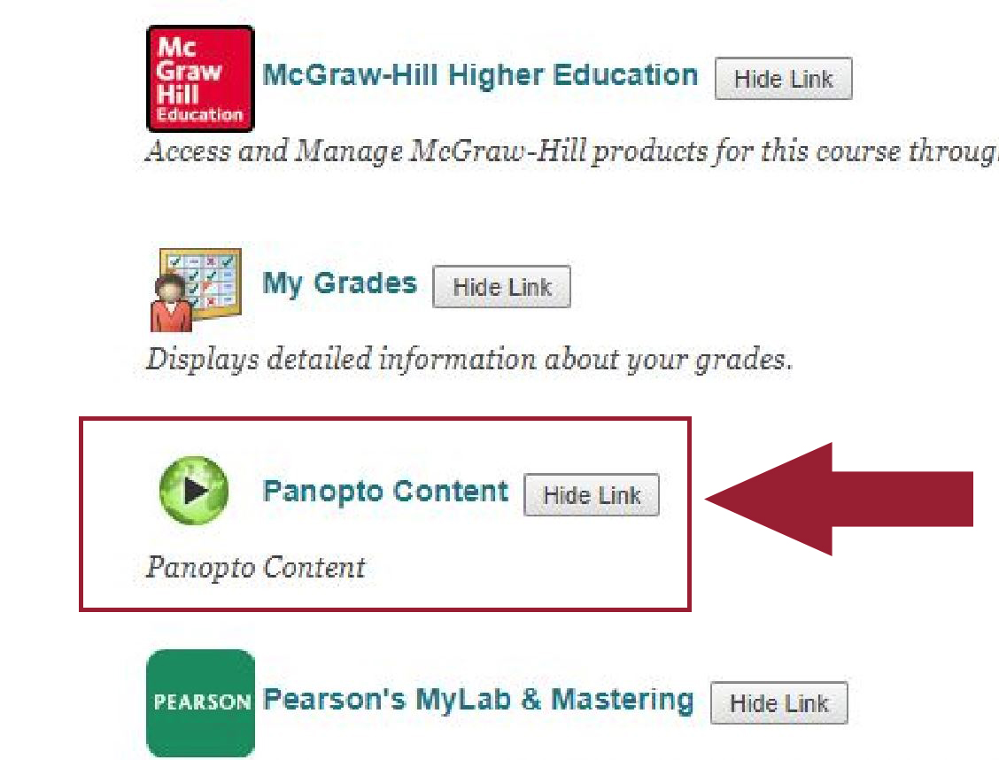 Mc
Graw
Hill
Education
McGraw-Hill Higher Education Hide Link
Access and Manage McGraw-Hill products for this course through
My Grades Hide Link
Displays detailed information about your grades.
Panopto Content Hide Link
Panopto Content
PEARSON Pearson's MyLab & Mastering Hide Link